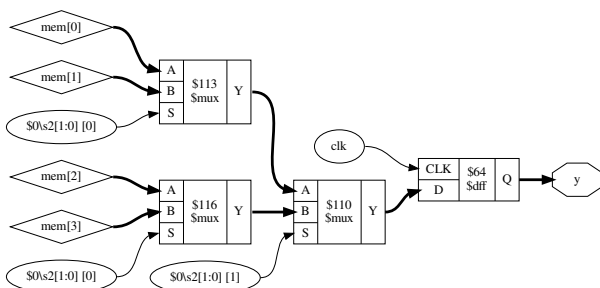 mem[0]
mem[1]
$0\s2[1:0] [0]
A
B
S
$113
$mux
Y
mem[2]
mem[3]
$0\s2[1:0] [0]
A
B
S
$116
$mux
Y
$0\s2[1:0] [1]
A
B
S
$110
$mux
Y
clk
CLK
D
$64
$dff
Q
y